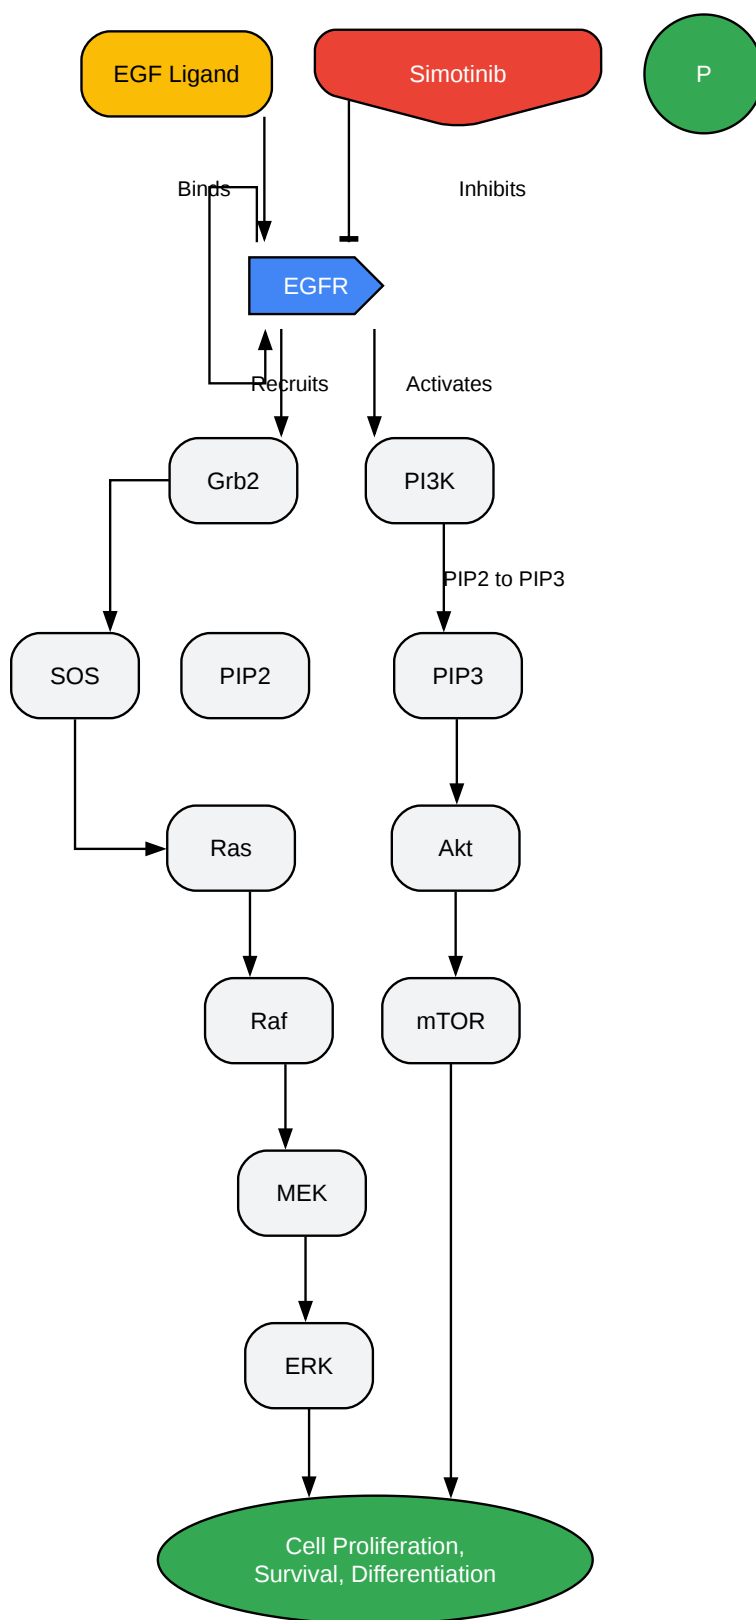 EGF Ligand
Simotinib
P
Binds
Inhibits
EGFR
Recruits
Activates
Grb2
PI3K
PIP2 to PIP3
SOS
PIP2
PIP3
Ras
Akt
Raf
mTOR
MEK
ERK
Cell Proliferation,
Survival, Differentiation